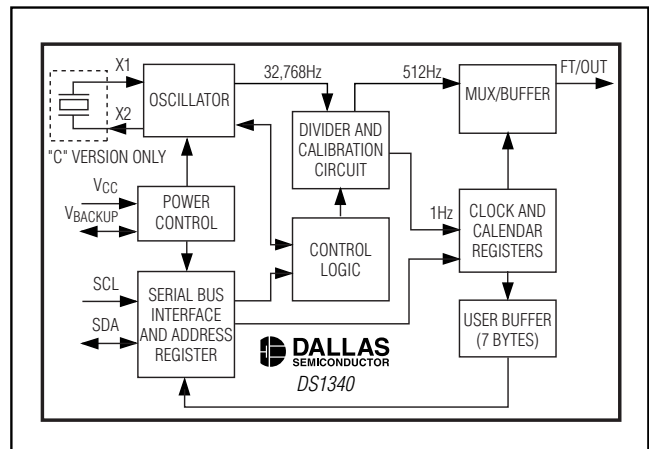 X1
X2
"C" VERSION ONLY
OSCILLATOR
32,768Hz
512Hz
MUX/BUFFER
FT/OUT
DIVIDER AND
CALIBRATION
CIRCUIT
VCC
VBACKUP
POWER
CONTROL
1Hz
CLOCK AND
CALENDAR
REGISTERS
CONTROL
LOGIC
SCL
SDA
SERIAL BUS
INTERFACE
AND ADDRESS
REGISTER
USER BUFFER
(7 BYTES)
DALLAS
SEMICONDUCTOR
DS1340